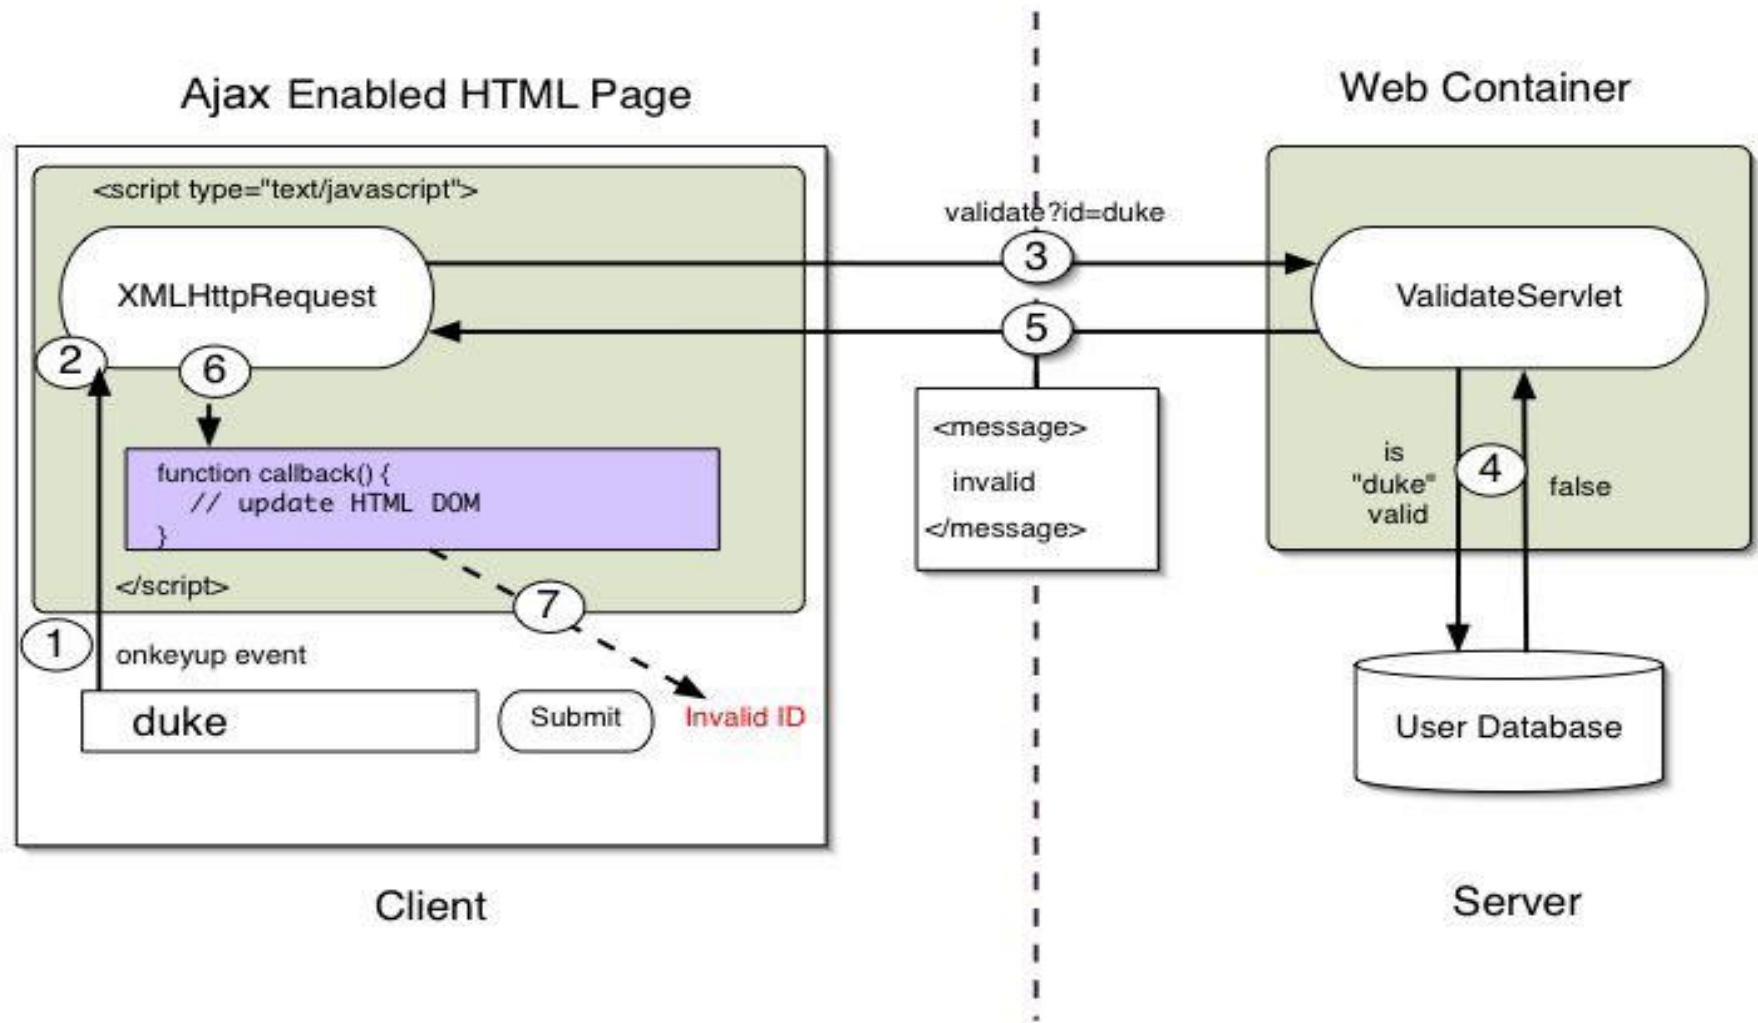 Ajax Enabled HTML Page
<script type="text/javascript">
XMLHttpRequest
2
6
function callback() {
// update HTML DOM
}
</script>
7
1
onkeyup event
duke
Submit
Invalid ID
Client
validate?id=duke
3
5
<message>
invalid
</message>
Web Container
ValidateServlet
is
"duke"
valid
4
false
User Database
Server